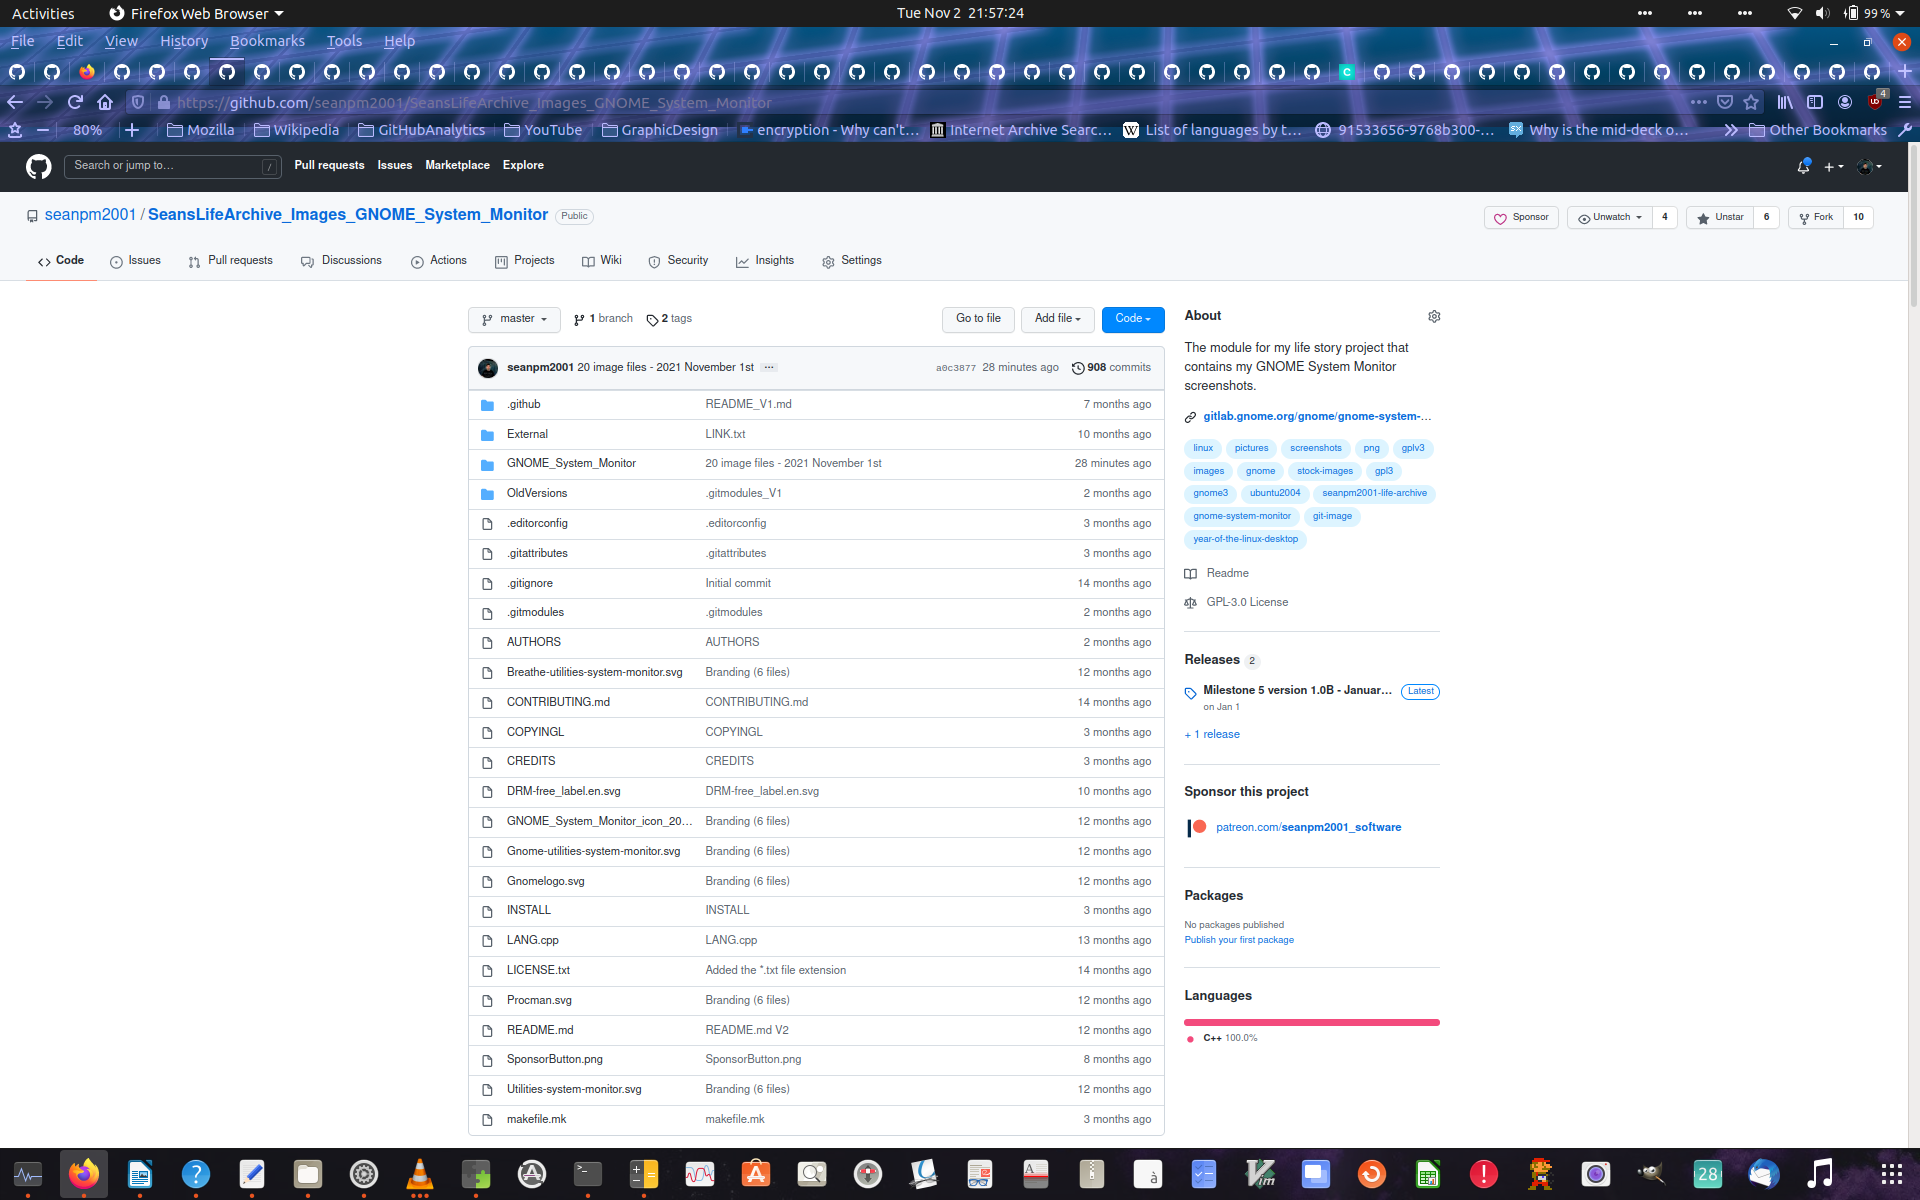 Activities Firefox Web Browser Tue Nov 2 21:57:24 99 %
File Edit View History Bookmarks Tools Help
https://github.com/seanpm2001/SeansLifeArchive_Images_GNOME_System_Monitor 4
80% Mozilla Wikipedia GitHubAnalytics YouTube GraphicDesign encryption - Why can't… Internet Archive Searc… List of languages by t… 91533656-9768b300-… Why is the mid-deck o… Other Bookmarks
Search or jump to… / Pull requests Issues Marketplace Explore
seanpm2001 / SeansLifeArchive_Images_GNOME_System_Monitor Public
Sponsor Unwatch 4 Unstar 6 Fork 10
Code Issues Pull requests Discussions Actions Projects Wiki Security Insights Settings
master 1 branch 2 tags Go to file Add file Code
seanpm2001 20 image files - 2021 November 1st ... a0c3877 28 minutes ago 908 commits
.github README_V1.md 7 months ago
External LINK.txt 10 months ago
GNOME_System_Monitor 20 image files - 2021 November 1st 28 minutes ago
OldVersions .gitmodules_V1 2 months ago
.editorconfig .editorconfig 3 months ago
.gitattributes .gitattributes 3 months ago
.gitignore Initial commit 14 months ago
.gitmodules .gitmodules 2 months ago
AUTHORS AUTHORS 2 months ago
Breathe-utilities-system-monitor.svg Branding (6 files) 12 months ago
CONTRIBUTING.md CONTRIBUTING.md 14 months ago
COPYINGL COPYINGL 3 months ago
CREDITS CREDITS 3 months ago
DRM-free_label.en.svg DRM-free_label.en.svg 10 months ago
GNOME_System_Monitor_icon_20… Branding (6 files) 12 months ago
Gnome-utilities-system-monitor.svg Branding (6 files) 12 months ago
Gnomelogo.svg Branding (6 files) 12 months ago
INSTALL INSTALL 3 months ago
LANG.cpp LANG.cpp 13 months ago
LICENSE.txt Added the *.txt file extension 14 months ago
Procman.svg Branding (6 files) 12 months ago
README.md README.md V2 12 months ago
SponsorButton.png SponsorButton.png 8 months ago
Utilities-system-monitor.svg Branding (6 files) 12 months ago
makefile.mk makefile.mk 3 months ago
About
The module for my life story project that
contains my GNOME System Monitor
screenshots.
gitlab.gnome.org/gnome/gnome-system-…
linux pictures screenshots png gplv3
images gnome stock-images gpl3
gnome3 ubuntu2004 seanpm2001-life-archive
gnome-system-monitor git-image
year-of-the-linux-desktop
Readme
GPL-3.0 License
Releases 2
Milestone 5 version 1.0B - Januar… Latest
on Jan 1
+ 1 release
Sponsor this project
patreon.com/seanpm2001_software
Packages
No packages published
Publish your first package
Languages
C++ 100.0%
28